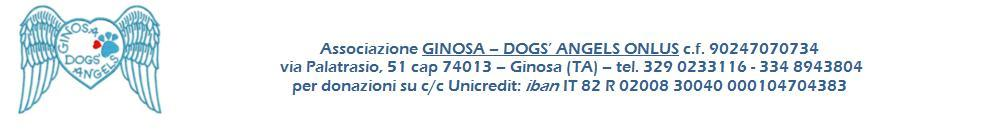 GINOSA
DOGS'
ANGELS
Associazione GINOSA – DOGS' ANGELS ONLUS c.f. 90247070734
via Palatrasio, 51 cap 74013 – Ginosa (TA) – tel. 329 0233116 - 334 8943804
per donazioni su c/c Unicredit: iban IT 82 R 02008 30040 000104704383